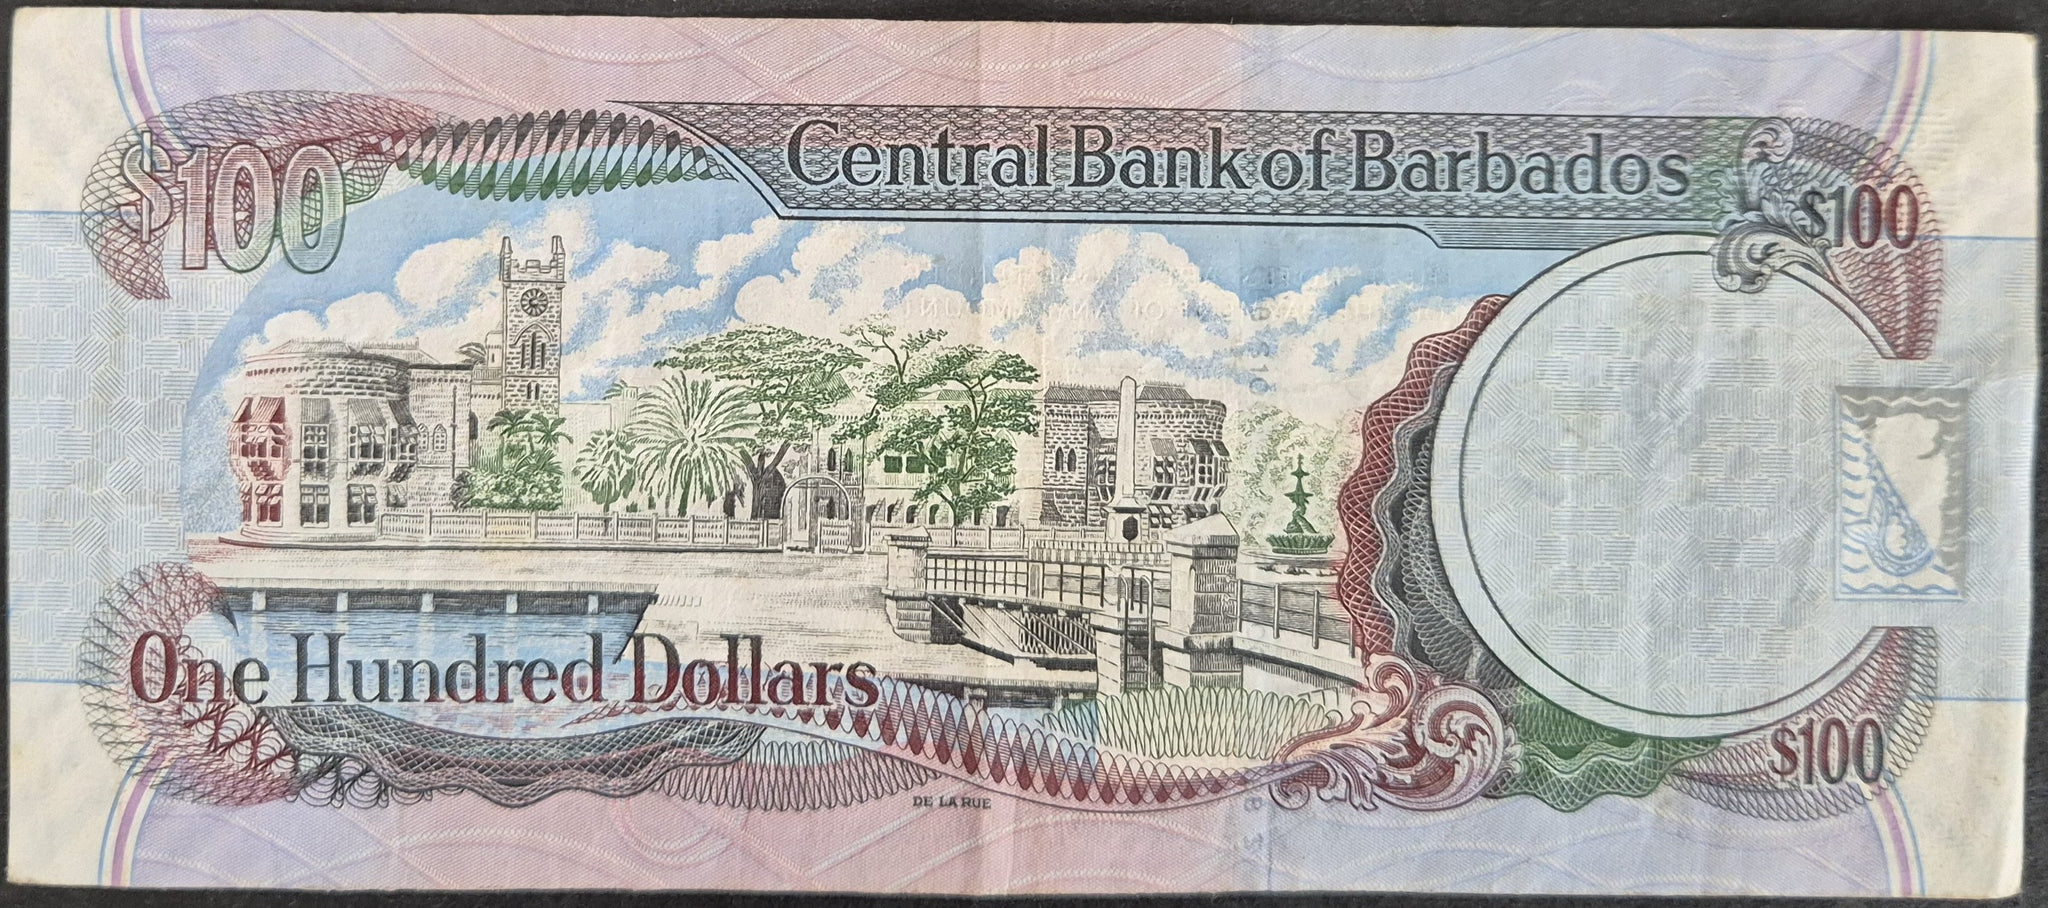 Central Bank of Barbados
$100
$100
One Hundred Dollars
$100
DE LA RUE